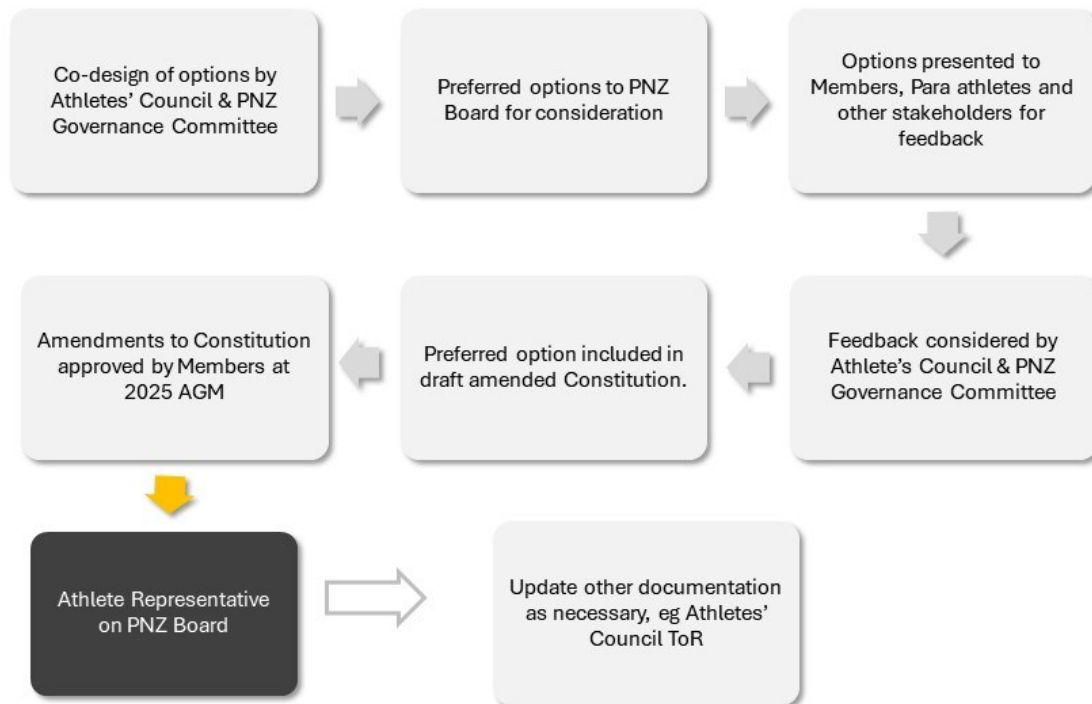 Co-design of options by
Athletes' Council & PNZ
Governance Committee
Preferred options to PNZ
Board for consideration
Options presented to
Members, Para athletes and
other stakeholders for
feedback
Feedback considered by
Athlete's Council & PNZ
Governance Committee
Preferred option included in
draft amended Constitution.
Amendments to Constitution
approved by Members at
2025 AGM
Athlete Representative
on PNZ Board
Update other documentation
as necessary, eg Athletes'
Council ToR